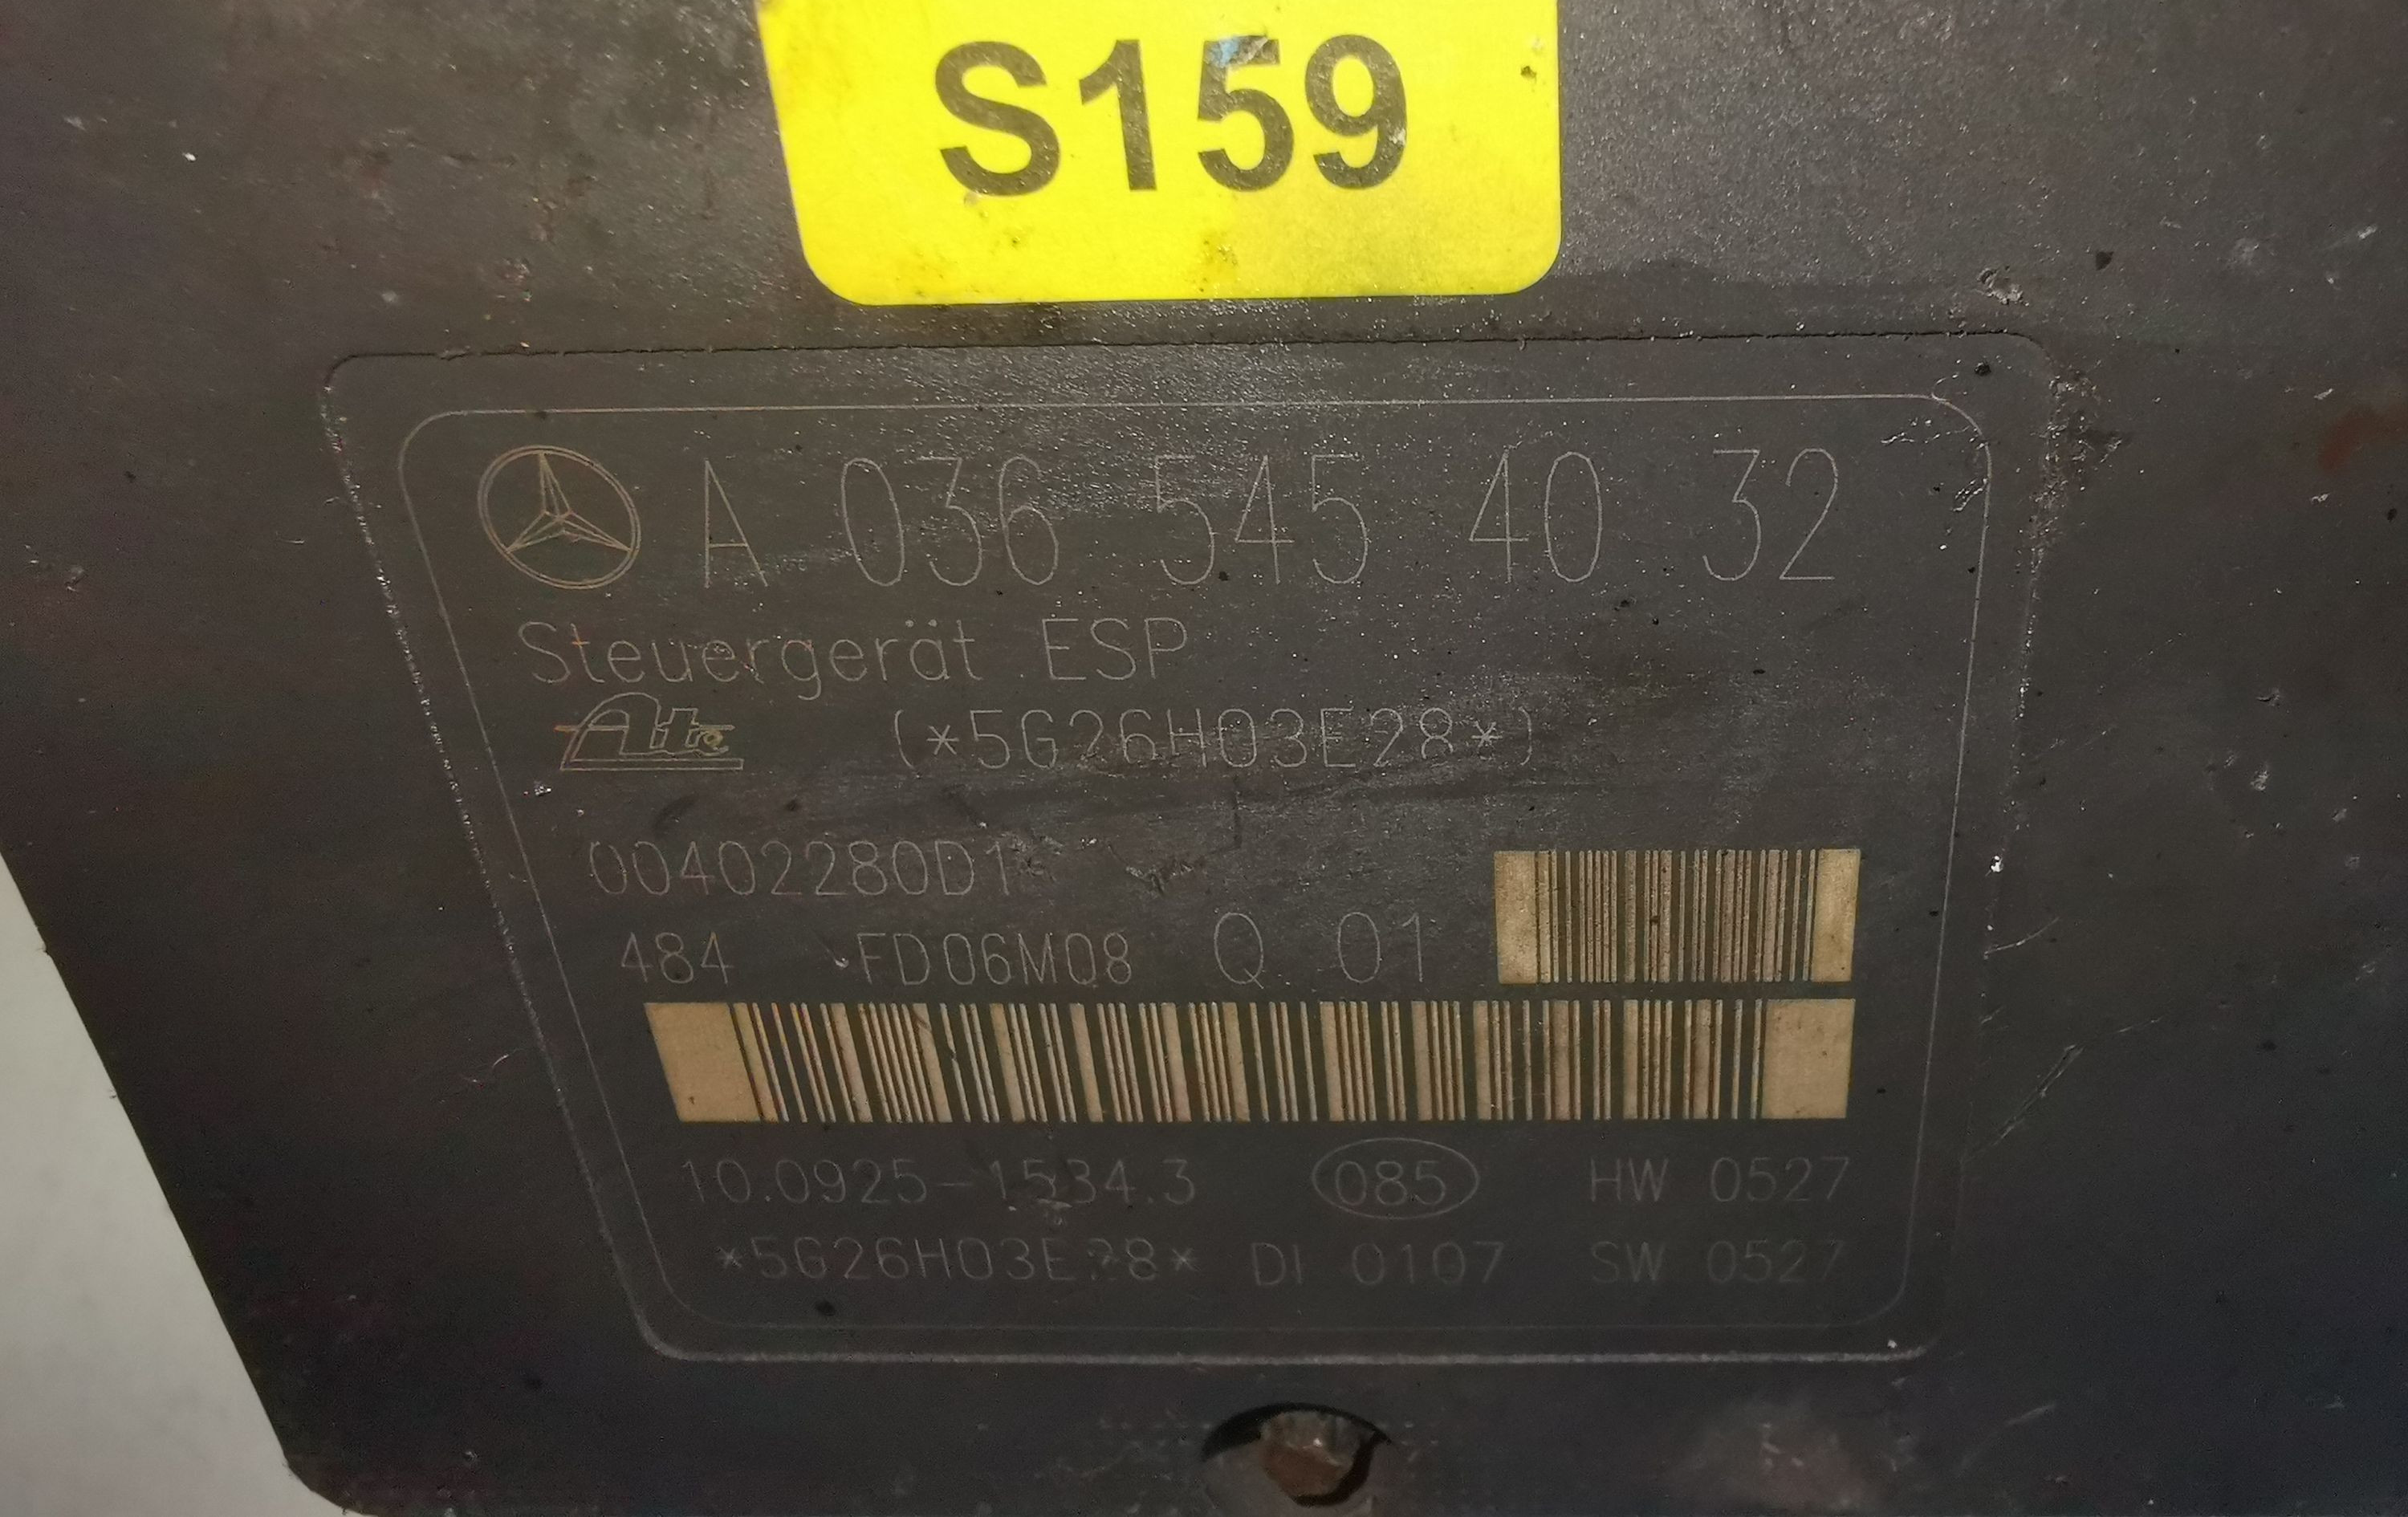 S159
A 036 545 40 32
Steuergerät ESP
Ate (*5G26H03E28*)
00402280D1
484 FD06M08 Q 01
10.0925-1534.3 085 HW 0527
*5G26H03E28* DI 0107 SW 0527